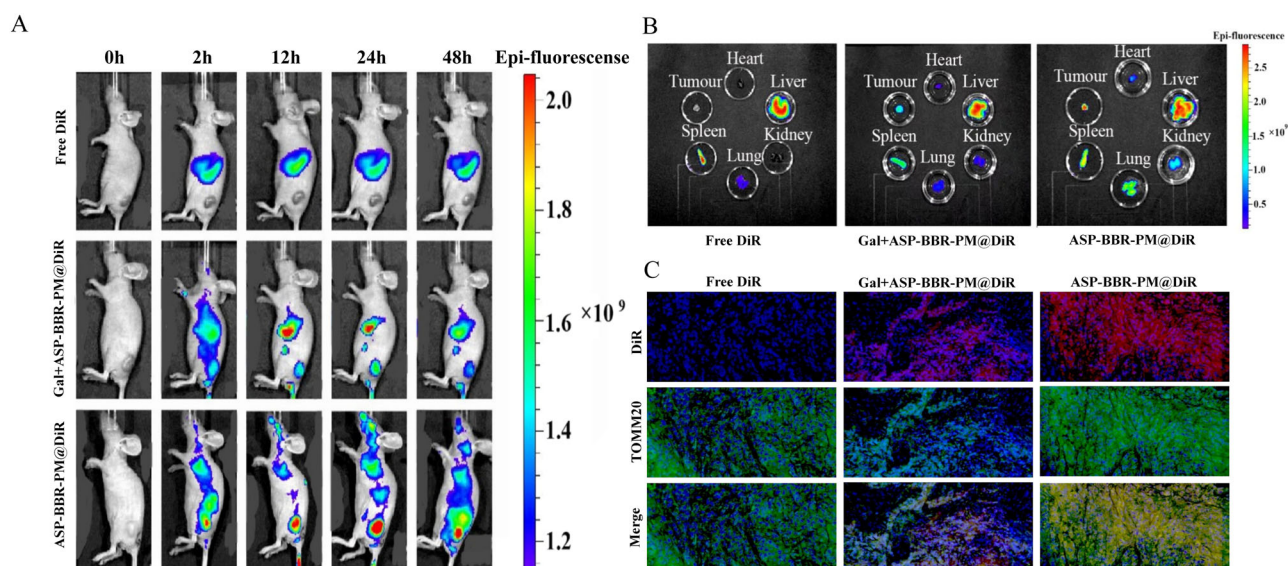 A
0h 2h 12h 24h 48h Epi-fluorescense
Free DiR
Gal+ASP-BBR-PM@DiR
ASP-BBR-PM@DiR
2.0
1.8
×10⁹
1.6
1.4
1.2
B
Epi-fluorescence
Heart
Tumour Liver
Spleen Kidney
Lung
Heart
Tumour Liver
Spleen Kidney
Lung
Heart
Tumour Liver
Spleen Kidney
Lung
2.5
2.0
×10⁹
1.5
1.0
0.5
Free DiR Gal+ASP-BBR-PM@DiR ASP-BBR-PM@DiR
C
Free DiR Gal+ASP-BBR-PM@DiR ASP-BBR-PM@DiR
DiR
TOMM20
Merge